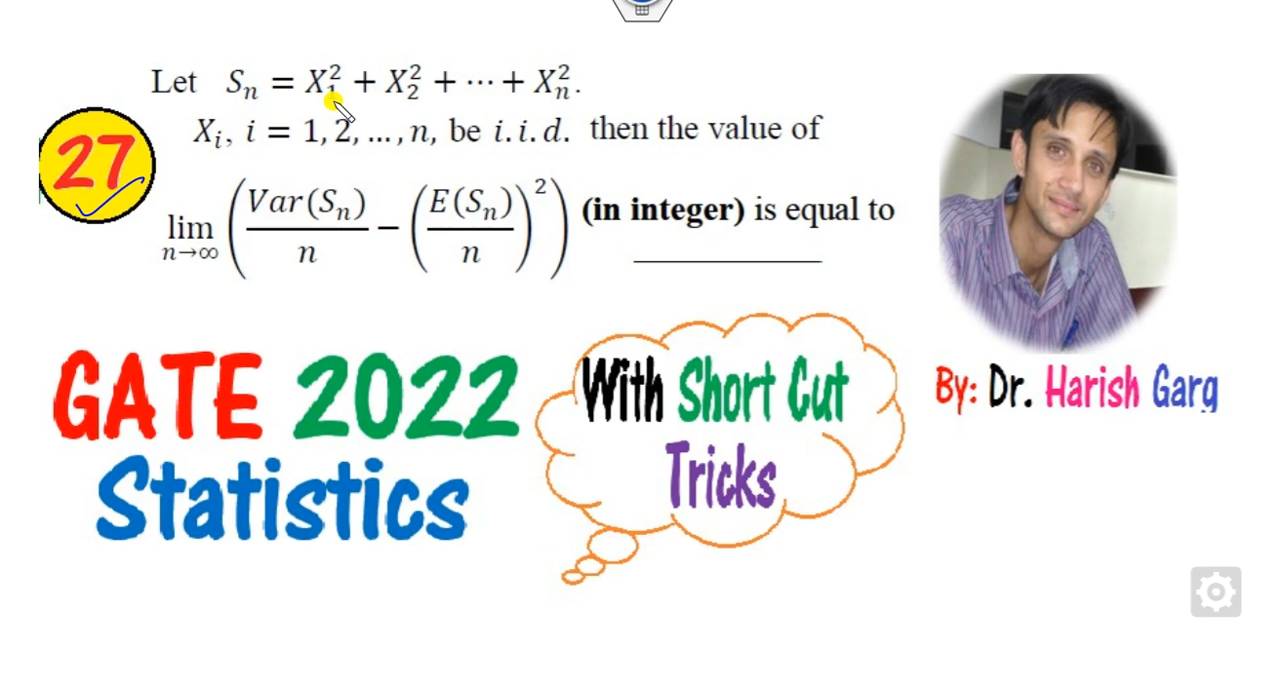 Let S_n = X_1^2 + X_2^2 + ⋯ + X_n^2.
27
X_i, i = 1, 2, …, n, be i.i.d. then the value of
lim_{n→∞} ( Var(S_n)/n − ( E(S_n)/n )^2 ) (in integer) is equal to ____________
GATE 2022
Statistics
With Short Cut
Tricks
By: Dr. Harish Garg